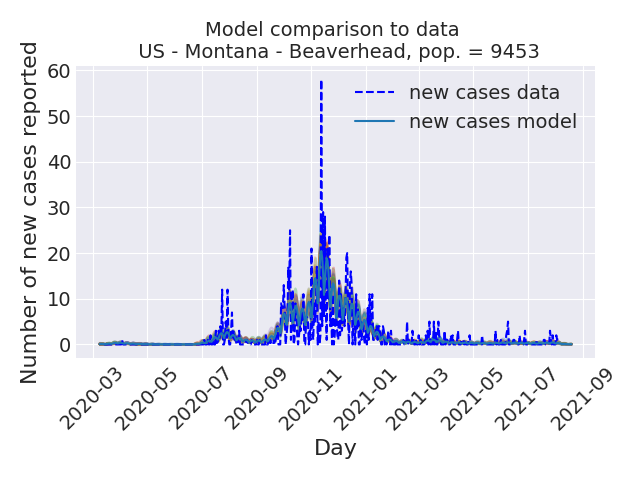 Model comparison to data
US - Montana - Beaverhead, pop. = 9453
Number of new cases reported
60
50
40
30
20
10
0
new cases data
new cases model
2020-03
2020-05
2020-07
2020-09
2020-11
2021-01
2021-03
2021-05
2021-07
2021-09
Day